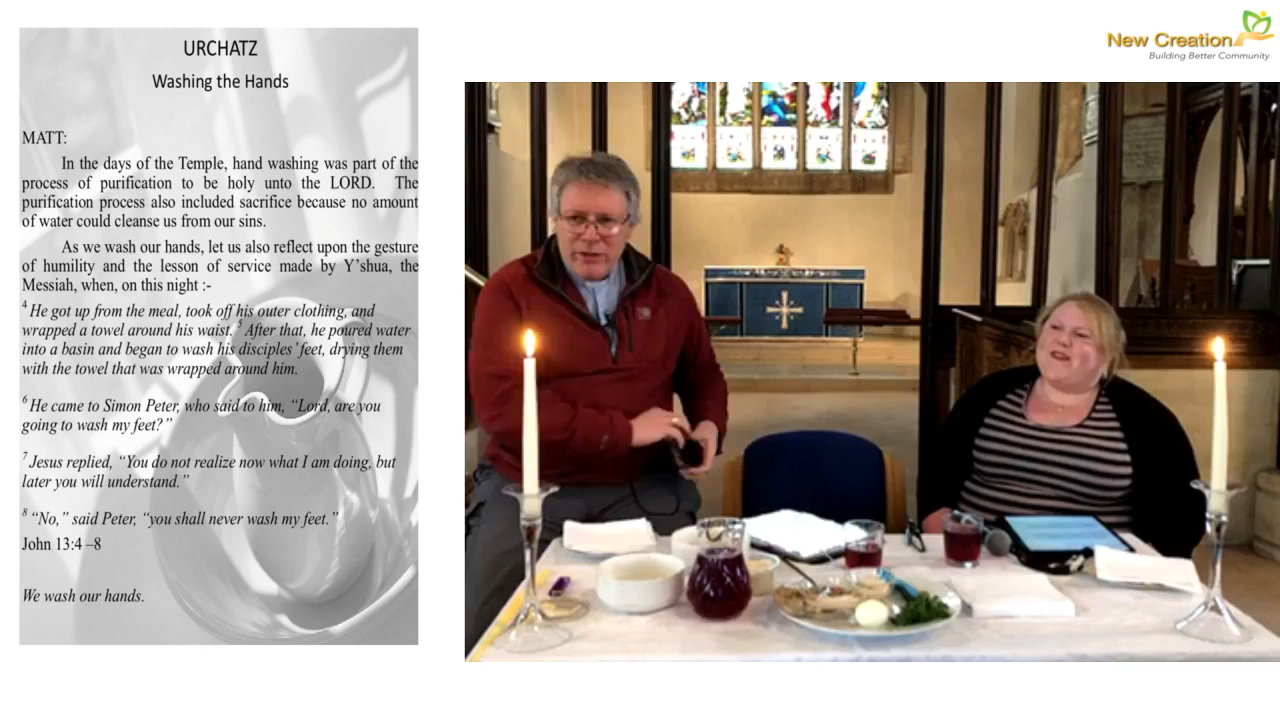 URCHATZ
Washing the Hands
MATT:
In the days of the Temple, hand washing was part of the
process of purification to be holy unto the LORD. The
purification process also included sacrifice because no amount
of water could cleanse us from our sins.
As we wash our hands, let us also reflect upon the gesture
of humility and the lesson of service made by Y’shua, the
Messiah, when, on this night :-
4 He got up from the meal, took off his outer clothing, and
wrapped a towel around his waist. 5 After that, he poured water
into a basin and began to wash his disciples’ feet, drying them
with the towel that was wrapped around him.
6 He came to Simon Peter, who said to him, “Lord, are you
going to wash my feet?”
7 Jesus replied, “You do not realize now what I am doing, but
later you will understand.”
8 “No,” said Peter, “you shall never wash my feet.”
John 13:4 –8
We wash our hands.
New Creation
Building Better Community